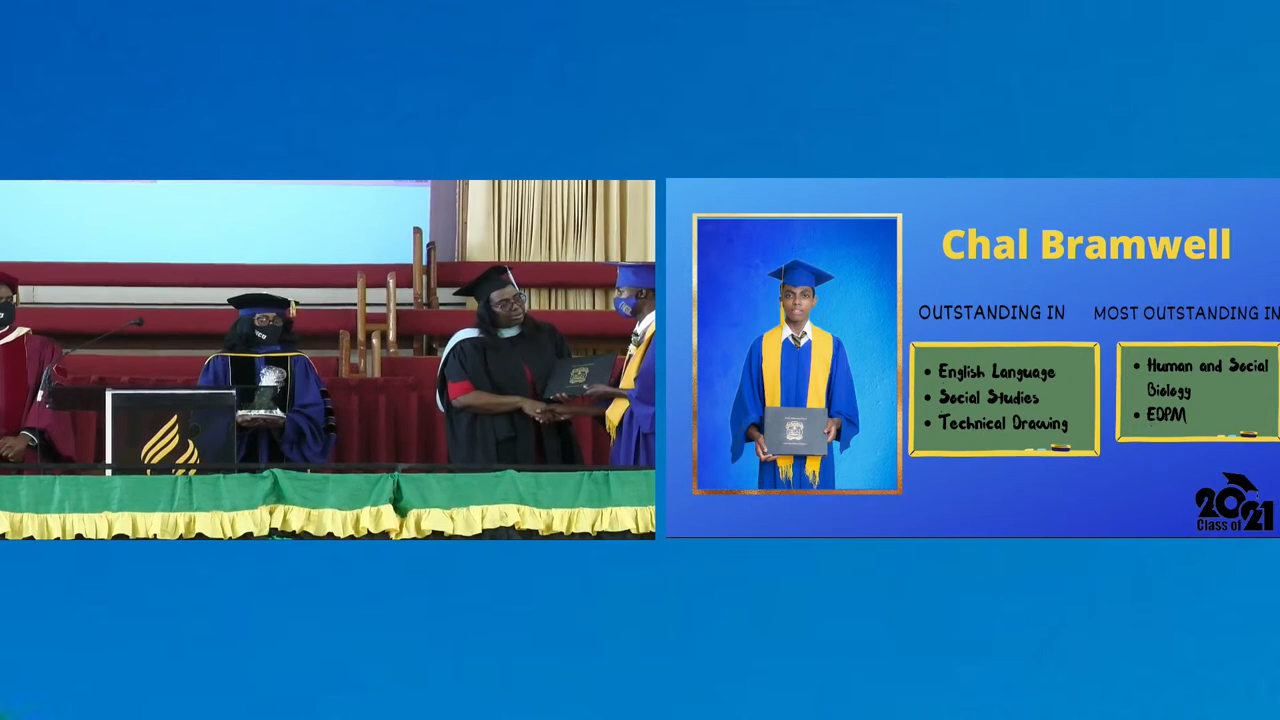 Chal Bramwell
OUTSTANDING IN
MOST OUTSTANDING IN
• English Language
• Social Studies
• Technical Drawing
• Human and Social
Biology
• EDPM
2021
Class of